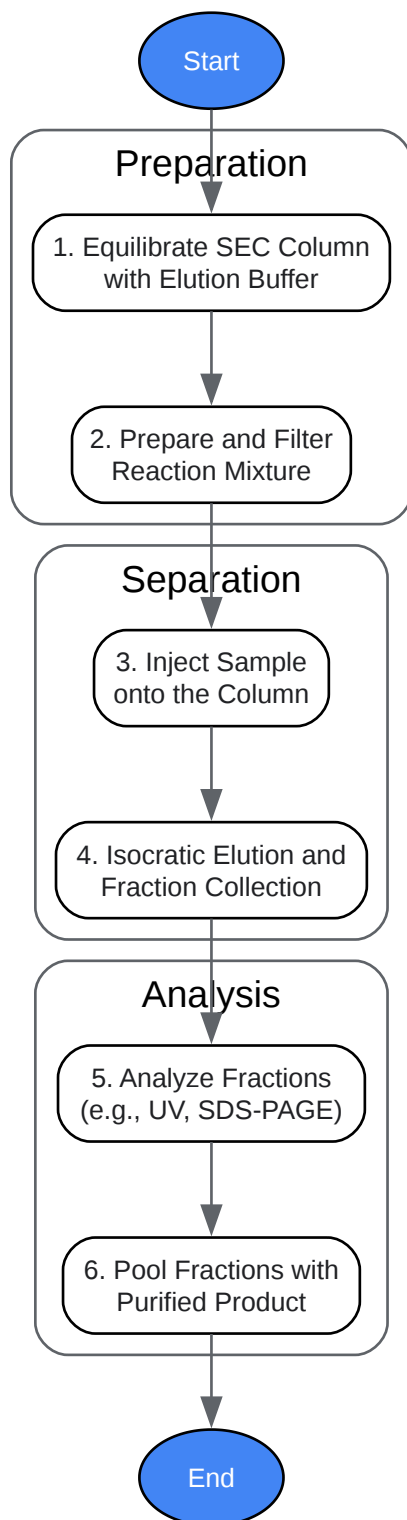 Start
Preparation
1. Equilibrate SEC Column
with Elution Buffer
2. Prepare and Filter
Reaction Mixture
Separation
3. Inject Sample
onto the Column
4. Isocratic Elution and
Fraction Collection
Analysis
5. Analyze Fractions
(e.g., UV, SDS-PAGE)
6. Pool Fractions with
Purified Product
End